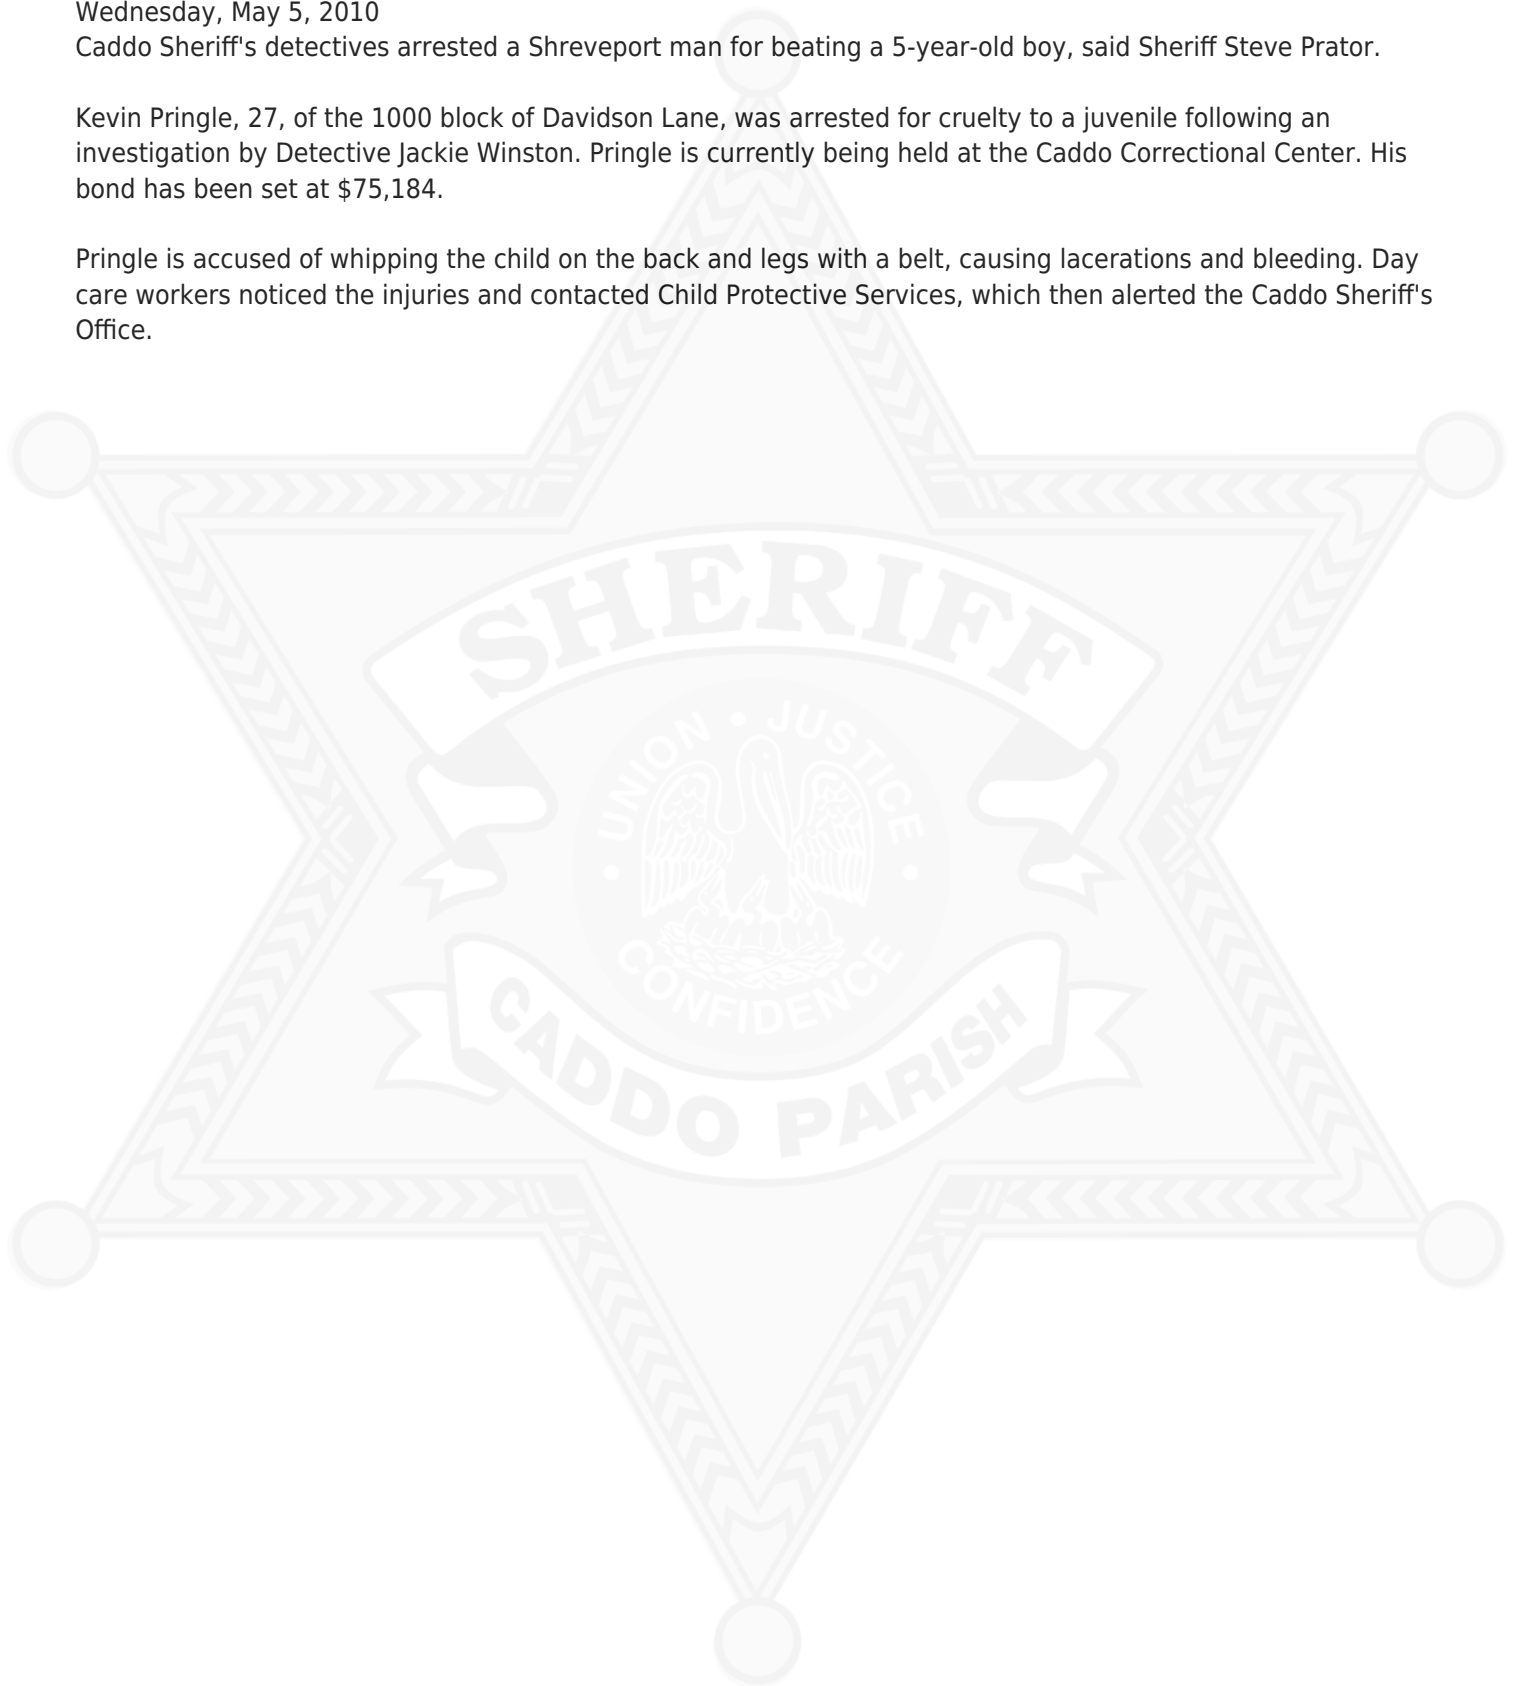 Wednesday, May 5, 2010
Caddo Sheriff's detectives arrested a Shreveport man for beating a 5-year-old boy, said Sheriff Steve Prator.
Kevin Pringle, 27, of the 1000 block of Davidson Lane, was arrested for cruelty to a juvenile following an
investigation by Detective Jackie Winston. Pringle is currently being held at the Caddo Correctional Center. His
bond has been set at $75,184.
Pringle is accused of whipping the child on the back and legs with a belt, causing lacerations and bleeding. Day
care workers noticed the injuries and contacted Child Protective Services, which then alerted the Caddo Sheriff's
Office.
SHERIFF
UNION • JUSTICE •
• CONFIDENCE
CADDO PARISH